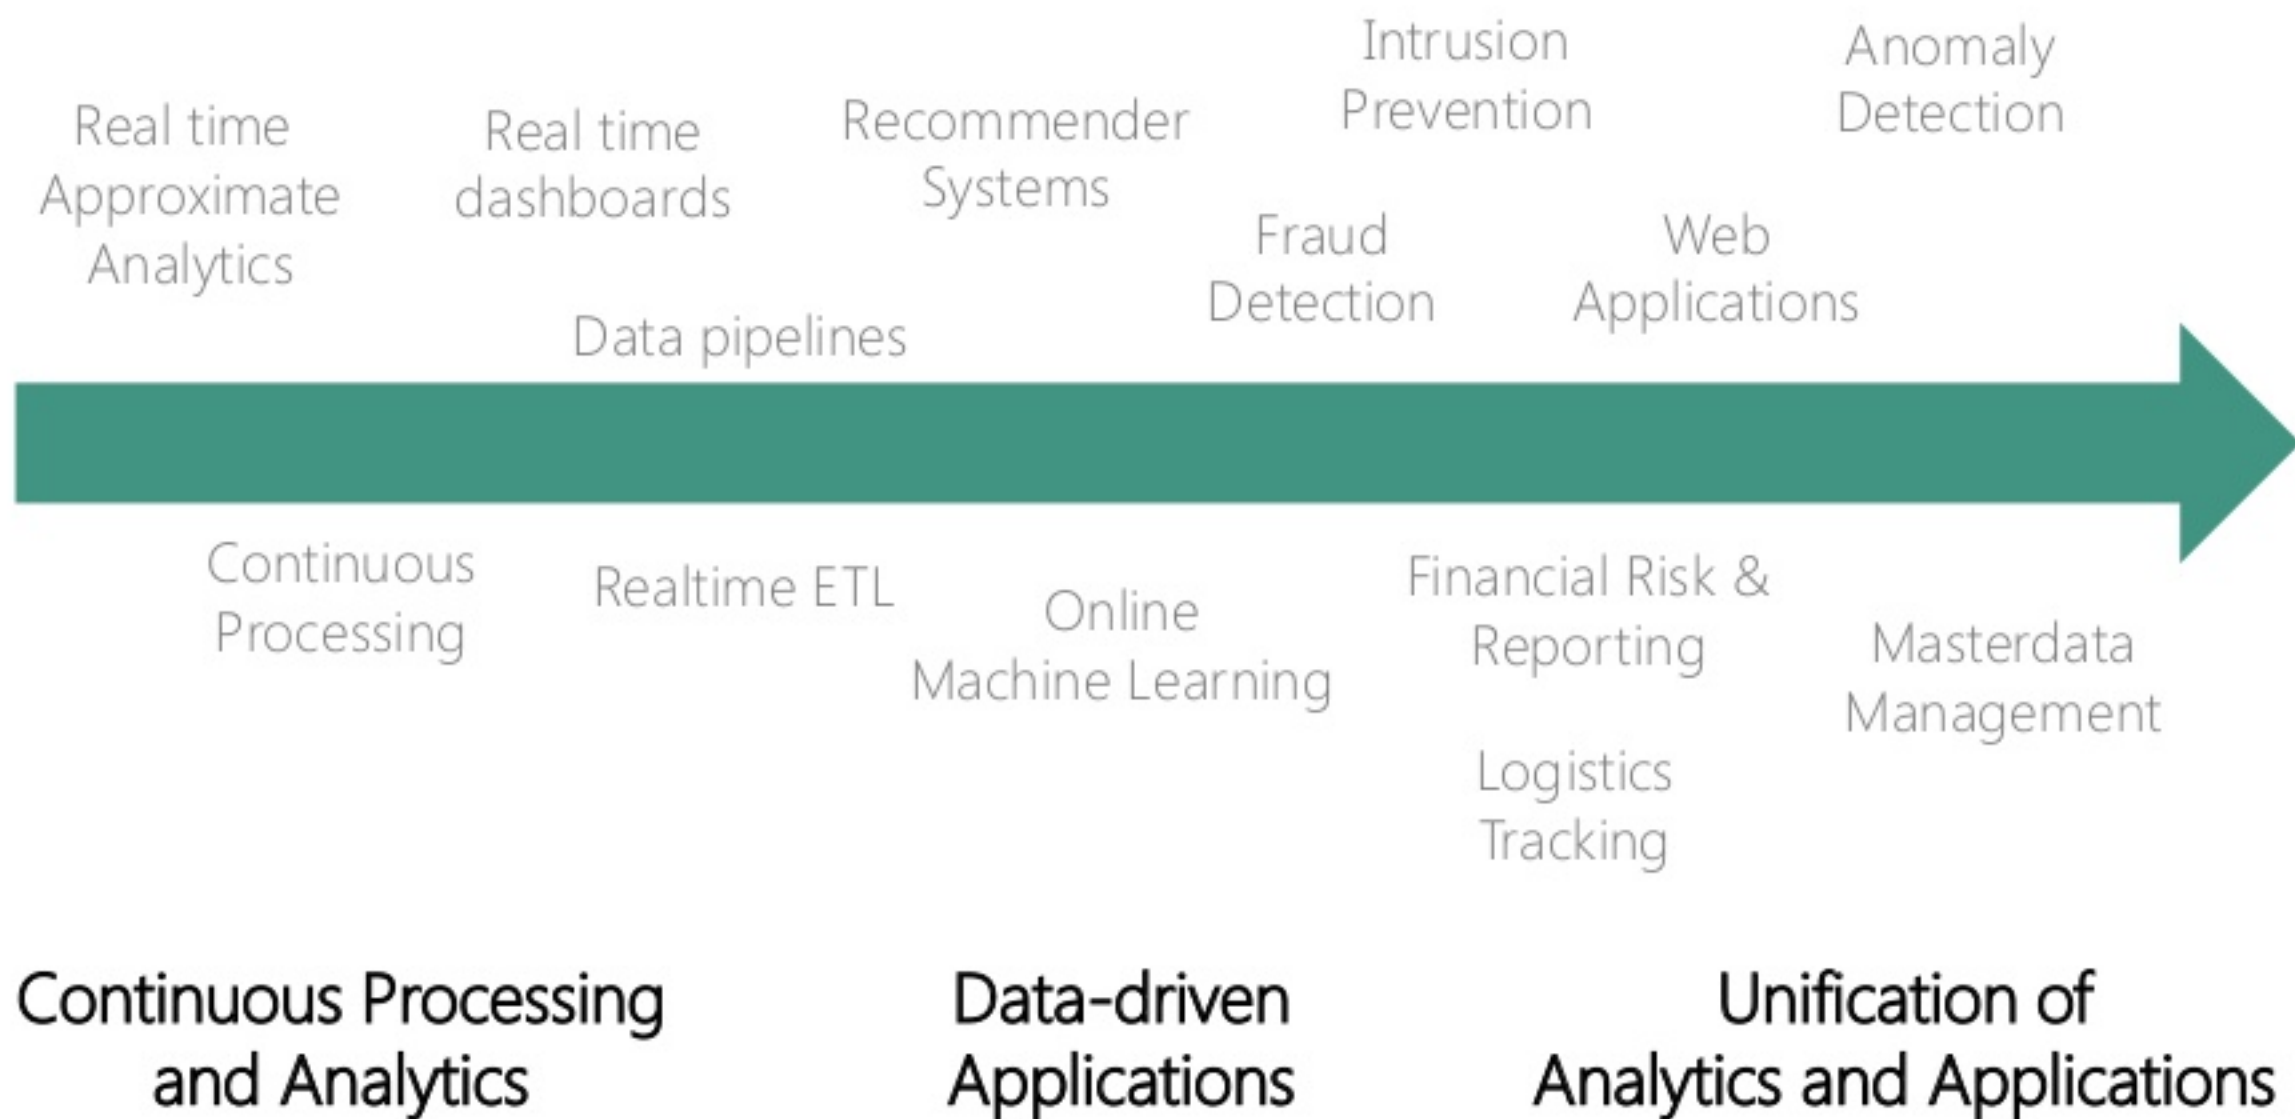 Real time
Approximate
Analytics
Real time
dashboards
Recommender
Systems
Intrusion
Prevention
Anomaly
Detection
Fraud
Detection
Web
Applications
Data pipelines
Continuous
Processing
Realtime ETL
Online
Machine Learning
Financial Risk &
Reporting
Masterdata
Management
Logistics
Tracking
Continuous Processing
and Analytics
Data-driven
Applications
Unification of
Analytics and Applications